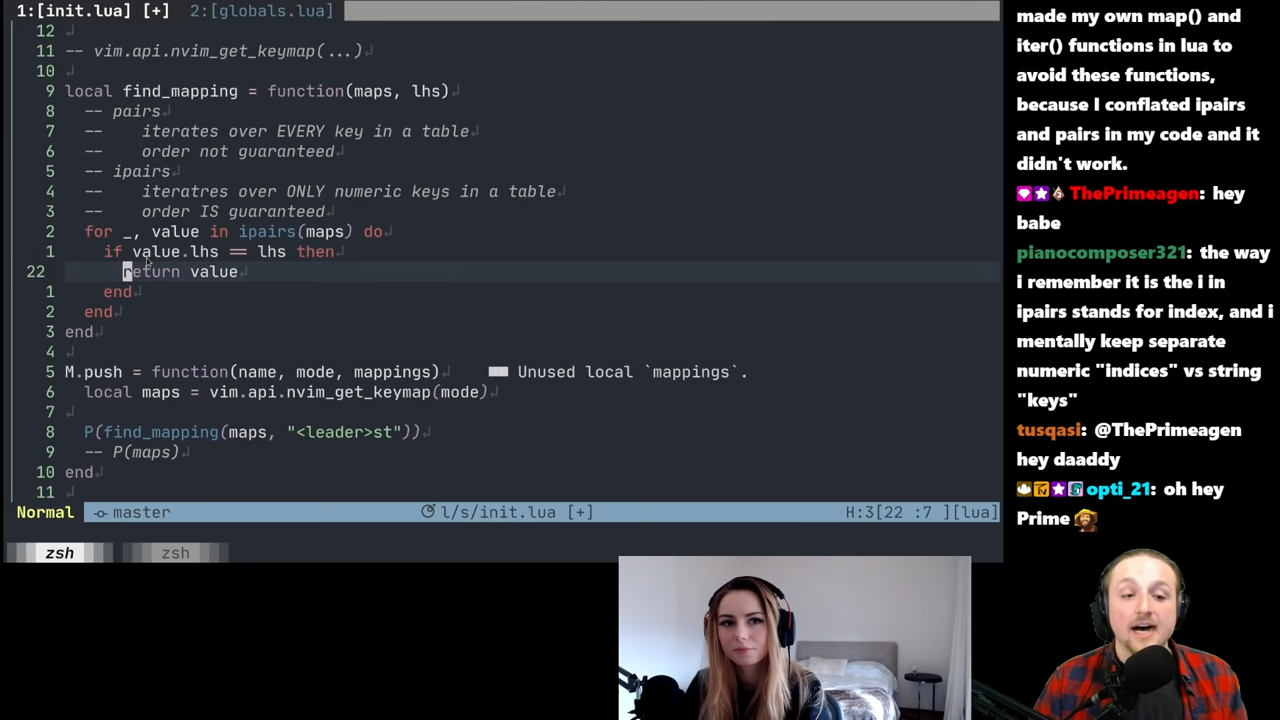 1:[init.lua] [+] 2:[globals.lua]
12
11 -- vim.api.nvim_get_keymap(...)
10
9 local find_mapping = function(maps, lhs)
8 -- pairs
7 --    iterates over EVERY key in a table
6 --    order not guaranteed
5 -- ipairs
4 --    iteratres over ONLY numeric keys in a table
3 --    order IS guaranteed
2 for _, value in ipairs(maps) do
1 if value.lhs == lhs then
22 return value
1 end
2 end
3 end
4
5 M.push = function(name, mode, mappings) Unused local `mappings`.
6 local maps = vim.api.nvim_get_keymap(mode)
7
8 P(find_mapping(maps, "<leader>st"))
9 -- P(maps)
10 end
11
Normal master l/s/init.lua [+] H:3[22 :7 ][lua]
zsh zsh
made my own map() and
iter() functions in lua to
avoid these functions,
because I conflated ipairs
and pairs in my code and it
didn't work.
ThePrimeagen: hey
babe
pianocomposer321: the way
i remember it is the i in
ipairs stands for index, and i
mentally keep separate
numeric "indices" vs string
"keys"
tusqasi: @ThePrimeagen
hey daaddy
opti_21: oh hey
Prime